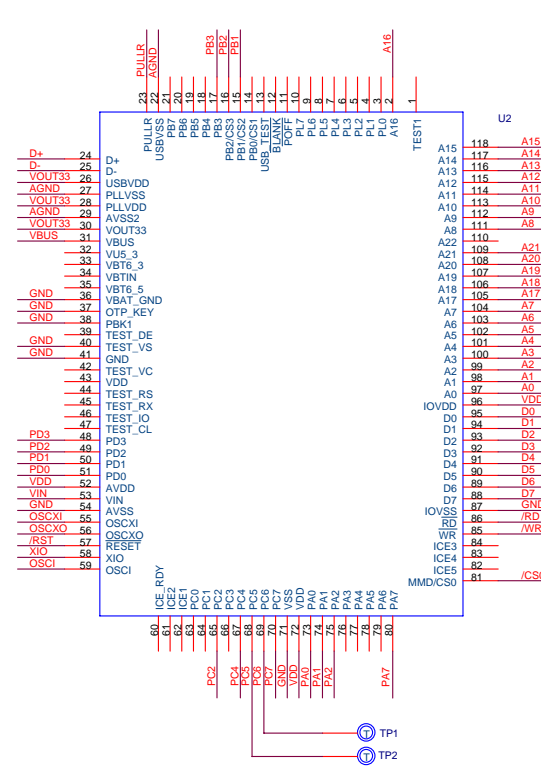 PULLR
AGND
PB3
PB2
PB1
A16
23 PULLR
22 USBVSS
21 PB7
20 PB6
19 PB5
18 PB4
17 PB3
16 PB2/CS3
15 PB1/CS2
14 PB0/CS1
13 USB_TEST
12 BLANK
11 POFF
10 PL7
9 PL6
8 PL5
7 PL4
6 PL3
5 PL2
4 PL1
3 PL0
2 A16
1 TEST1
U2
D+ 24 D+
D- 25 D-
VOUT33 26 USBVDD
AGND 27 PLLVSS
VOUT33 28 PLLVDD
AGND 29 AVSS2
VOUT33 30 VOUT33
VBUS 31 VBUS
32 VU5_3
33 VBT6_3
34 VBTIN
35 VBT6_5
GND 36 VBAT_GND
GND 37 OTP_KEY
GND 38 PBK1
39 TEST_DE
GND 40 TEST_VS
GND 41 GND
42 TEST_VC
43 VDD
44 TEST_RS
45 TEST_RX
46 TEST_IO
47 TEST_CL
PD3 48 PD3
PD2 49 PD2
PD1 50 PD1
PD0 51 PD0
VDD 52 AVDD
VIN 53 VIN
GND 54 AVSS
OSCXI 55 OSCXI
OSCXO 56 OSCXO
/RST 57 RESET
XIO 58 XIO
OSCI 59 OSCI
A15 118 A15
A14 117 A14
A13 116 A13
A12 115 A12
A11 114 A11
A10 113 A10
A9 112 A9
A8 111 A8
A22 110
A21 109 A21
A20 108 A20
A19 107 A19
A18 106 A18
A17 105 A17
A7 104 A7
A6 103 A6
A5 102 A5
A4 101 A4
A3 100 A3
A2 99 A2
A1 98 A1
A0 97 A0
IOVDD 96 VDD
D0 95 D0
D1 94 D1
D2 93 D2
D3 92 D3
D4 91 D4
D5 90 D5
D6 89 D6
D7 88 D7
IOVSS 87 GND
RD 86 /RD
WR 85 /WR
ICE3 84
ICE4 83
ICE5 82
MMD/CS0 81 /CS0
60 ICE_RDY
61 ICE2
62 ICE1
63 PC0
64 PC1
65 PC2
66 PC3
67 PC4
68 PC5
69 PC6
70 PC7
71 VSS
72 VDD
73 PA0
74 PA1
75 PA2
76 PA3
77 PA4
78 PA5
79 PA6
80 PA7
PC2
PC4
PC5
PC6
PC7
GND
VDD
PA0
PA1
PA2
PA7
T TP1
T TP2